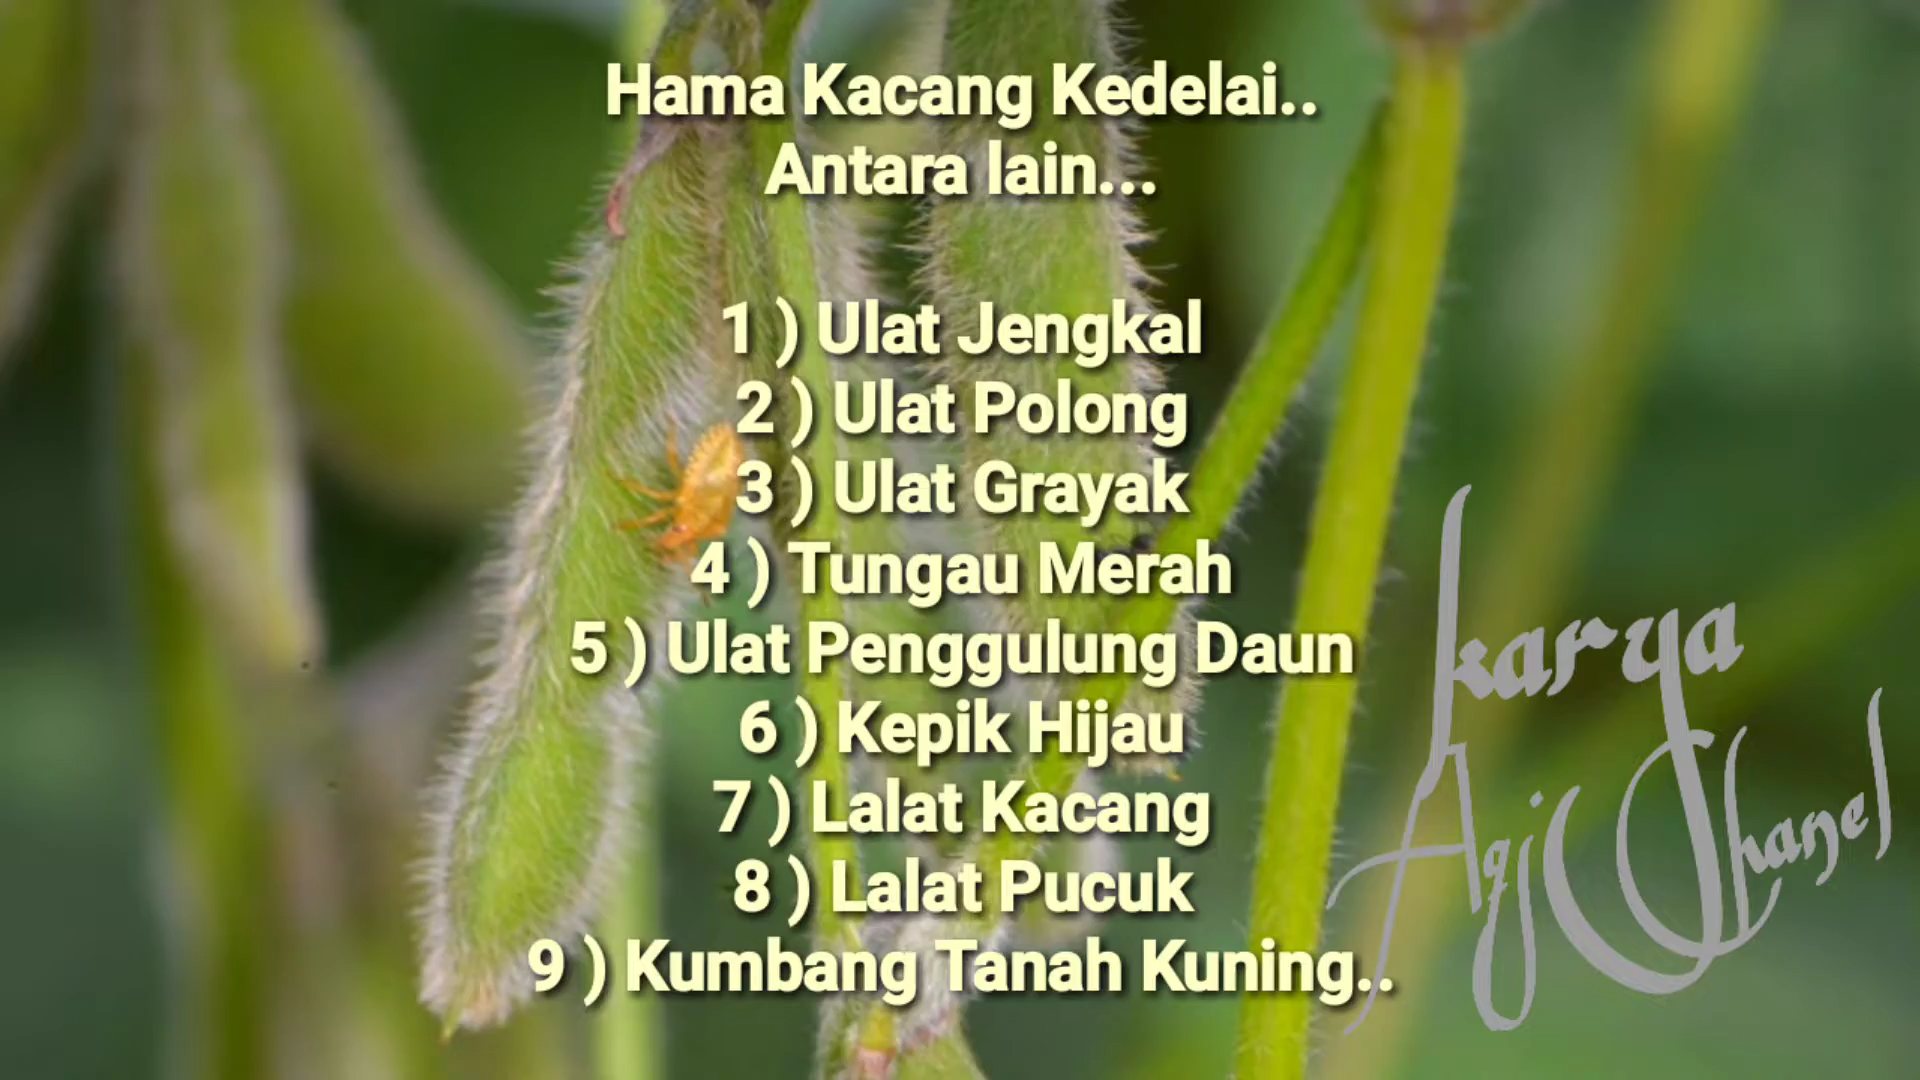 Hama Kacang Kedelai..
Antara lain...
1 ) Ulat Jengkal
2 ) Ulat Polong
3 ) Ulat Grayak
4 ) Tungau Merah
5 ) Ulat Penggulung Daun
6 ) Kepik Hijau
7 ) Lalat Kacang
8 ) Lalat Pucuk
9 ) Kumbang Tanah Kuning..
karya
Aqj Chanel